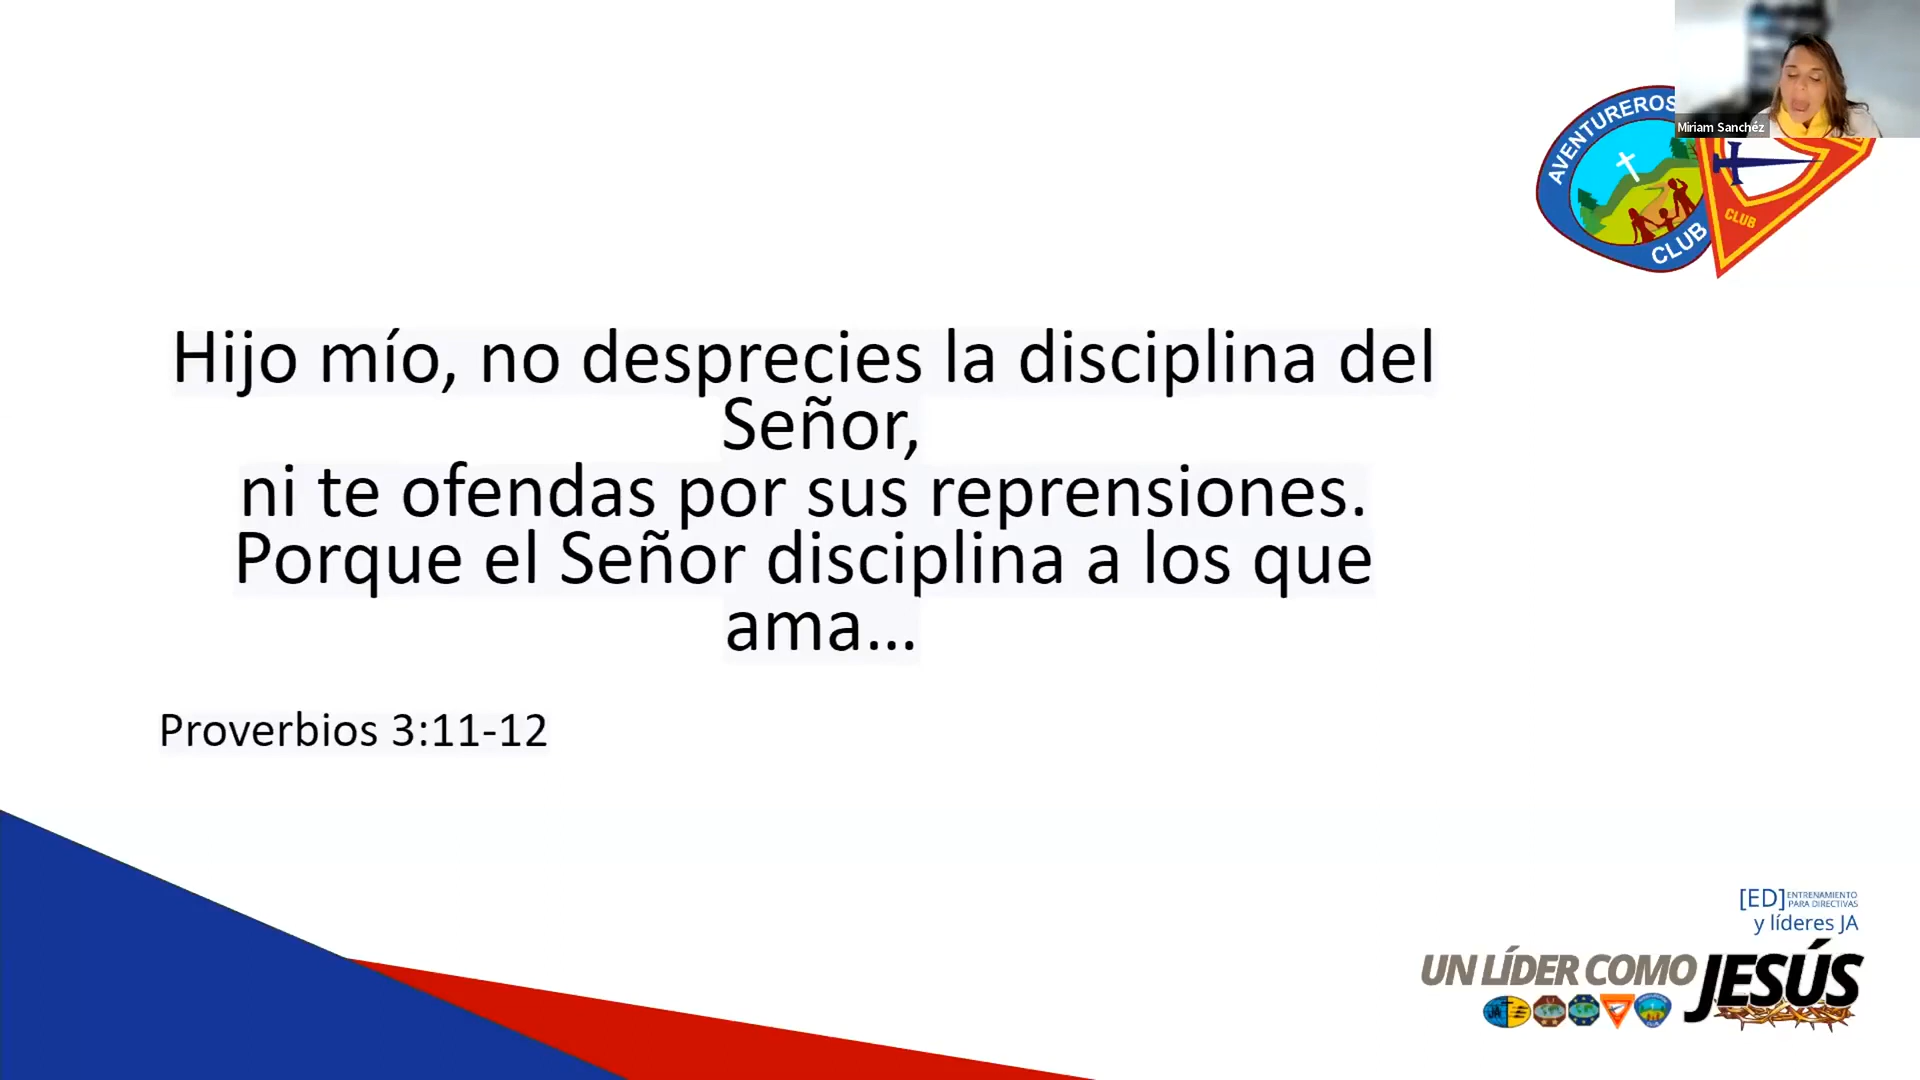 Miriam Sanchéz
AVENTUREROS
CLUB
CLUB
Hijo mío, no desprecies la disciplina del
Señor,
ni te ofendas por sus reprensiones.
Porque el Señor disciplina a los que
ama...
Proverbios 3:11-12
[ED] ENTRENAMIENTO
PARA DIRECTIVAS
y líderes JA
UN LÍDER COMO JESÚS